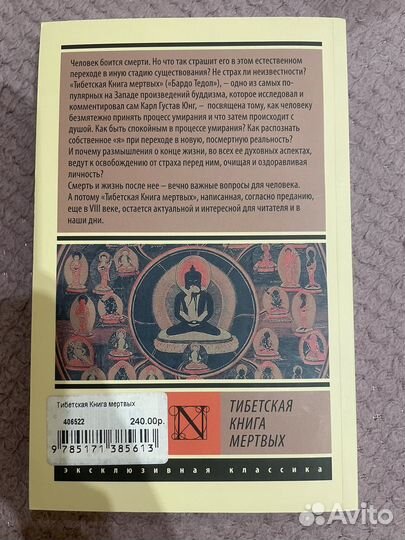 Человек боится смерти. Но что так страшит его в этом естественном
переходе в иную стадию существования? Не страх ли неизвестности?
«Тибетская Книга мертвых» («Бардо Тедол»), – одно из самых по-
пулярных на Западе произведений буддизма, которое исследовал и
комментировал сам Карл Густав Юнг, – посвящена тому, как человеку
безмятежно принять процесс умирания и что затем происходит с
душой. Как быть спокойным в процессе умирания? Как распознать
собственное «я» при переходе в новую, посмертную реальность?
И почему размышления о конце жизни, во всех ее духовных аспектах,
ведут к освобождению от страха перед ним, очищая и оздоравливая
личность?
Смерть и жизнь после нее – вечно важные вопросы для человека.
А потому «Тибетская Книга мертвых», написанная, согласно преданию,
еще в VIII веке, остается актуальной и интересной для читателя и в
наши дни.
Тибетская Книга мертвых
406522 240.00р.
9 785171 385613
N
ТИБЕТСКАЯ
КНИГА
МЕРТВЫХ
эксклюзивная классика
Avito